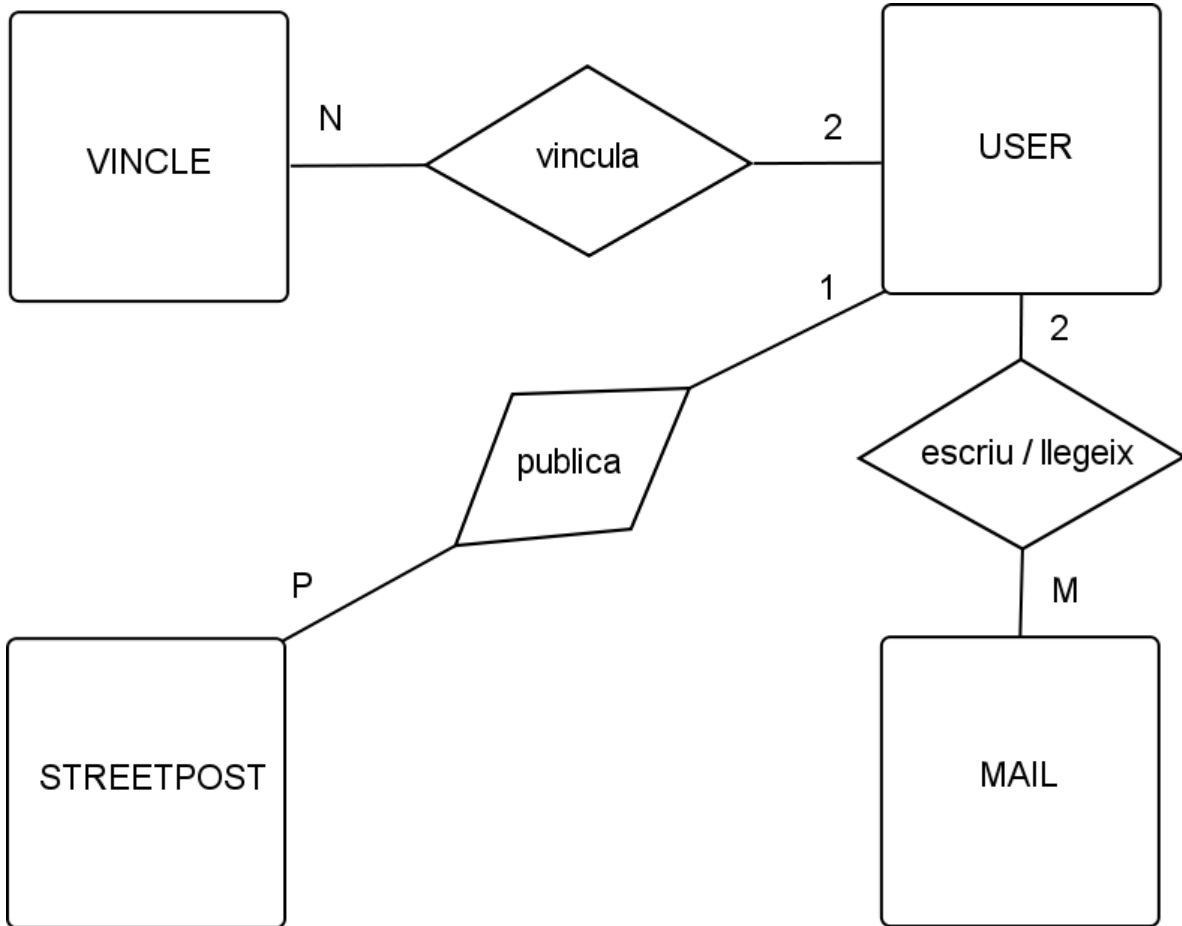 VINCLE
N
vincula
2
USER
1
2
publica
escriu / llegeix
P
M
STREETPOST
MAIL